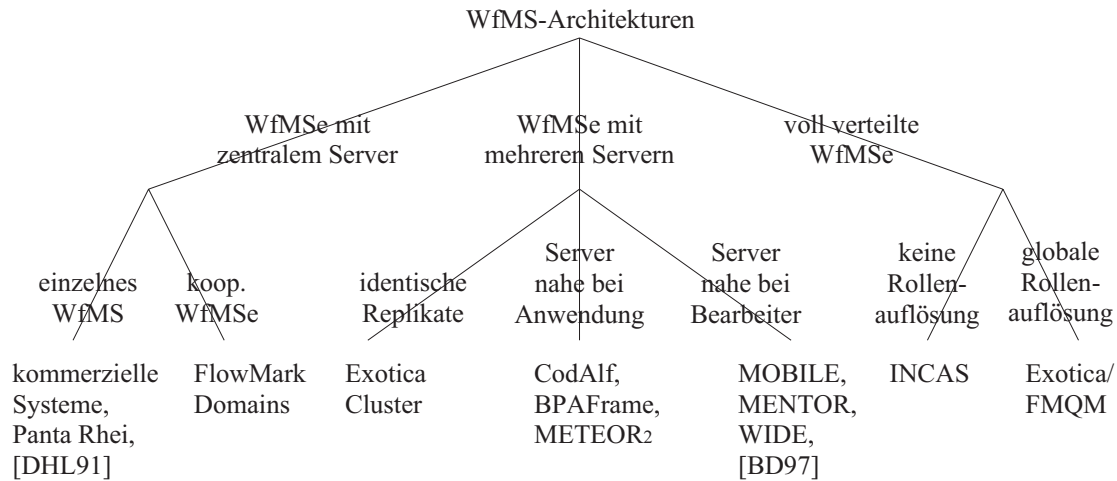 WfMS-Architekturen
WfMSe mit
zentralem Server
WfMSe mit
mehreren Servern
voll verteilte
WfMSe
einzelnes
WfMS
koop.
WfMSe
identische
Replikate
Server
nahe bei
Anwendung
Server
nahe bei
Bearbeiter
keine
Rollen-
auflösung
globale
Rollen-
auflösung
kommerzielle
Systeme,
Panta Rhei,
[DHL91]
FlowMark
Domains
Exotica
Cluster
CodAlf,
BPAFrame,
METEOR2
MOBILE,
MENTOR,
WIDE,
[BD97]
INCAS
Exotica/
FMQM